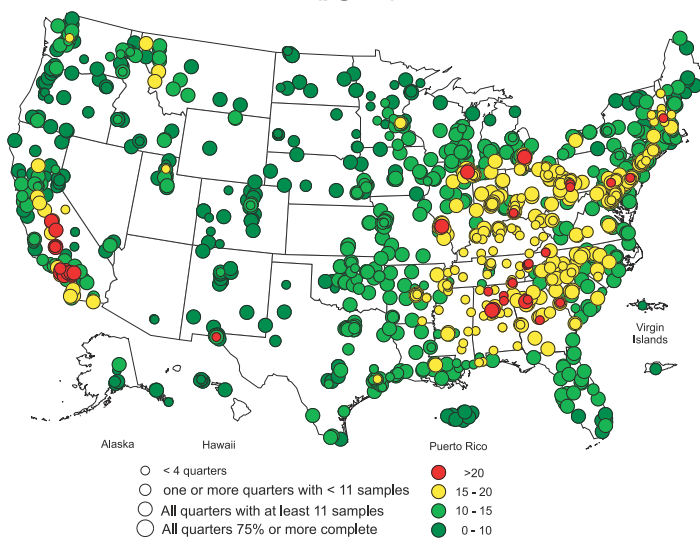 Virgin
Islands
Alaska
Hawaii
Puerto Rico
< 4 quarters
one or more quarters with < 11 samples
All quarters with at least 11 samples
All quarters 75% or more complete
>20
15 - 20
10 - 15
0 - 10